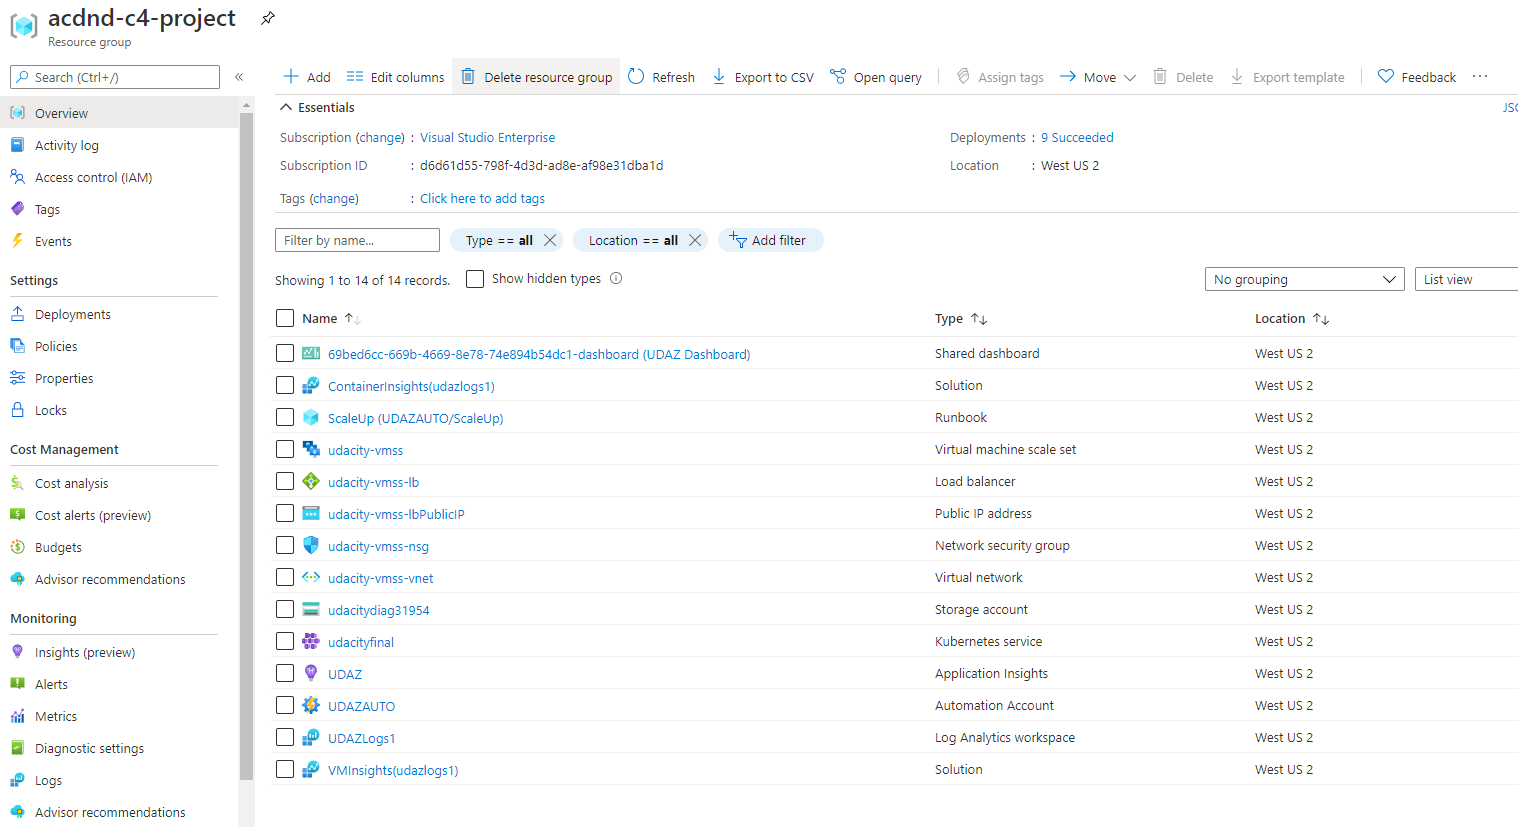 acdnd-c4-project
Resource group
Search (Ctrl+/)
«
Overview
Activity log
Access control (IAM)
Tags
Events
Settings
Deployments
Policies
Properties
Locks
Cost Management
Cost analysis
Cost alerts (preview)
Budgets
Advisor recommendations
Monitoring
Insights (preview)
Alerts
Metrics
Diagnostic settings
Logs
Advisor recommendations
Add Edit columns Delete resource group Refresh Export to CSV Open query Assign tags Move Delete Export template Feedback ···
Essentials
JSO
Subscription (change) : Visual Studio Enterprise Deployments : 9 Succeeded
Subscription ID : d6d61d55-798f-4d3d-ad8e-af98e31dba1d Location : West US 2
Tags (change) : Click here to add tags
Filter by name... Type == all Location == all Add filter
Showing 1 to 14 of 14 records. Show hidden types No grouping List view
Name Type Location
69bed6cc-669b-4669-8e78-74e894b54dc1-dashboard (UDAZ Dashboard) Shared dashboard West US 2
ContainerInsights(udazlogs1) Solution West US 2
ScaleUp (UDAZAUTO/ScaleUp) Runbook West US 2
udacity-vmss Virtual machine scale set West US 2
udacity-vmss-lb Load balancer West US 2
udacity-vmss-lbPublicIP Public IP address West US 2
udacity-vmss-nsg Network security group West US 2
udacity-vmss-vnet Virtual network West US 2
udacitydiag31954 Storage account West US 2
udacityfinal Kubernetes service West US 2
UDAZ Application Insights West US 2
UDAZAUTO Automation Account West US 2
UDAZLogs1 Log Analytics workspace West US 2
VMInsights(udazlogs1) Solution West US 2